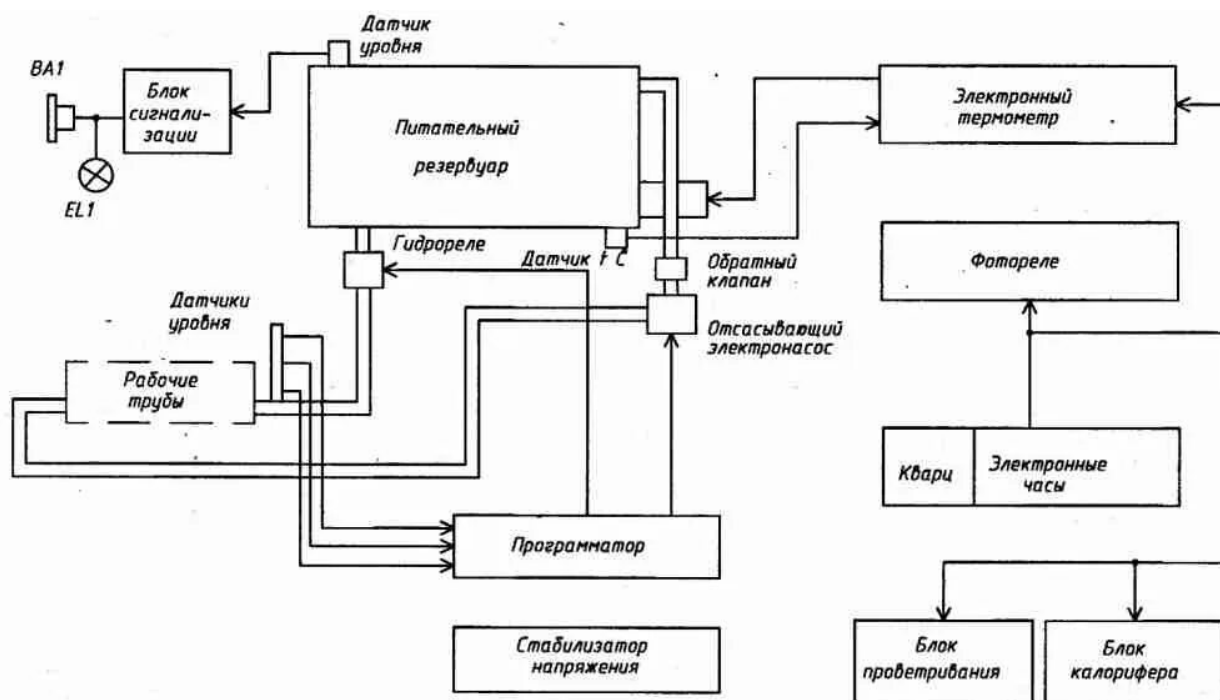 Датчик
уровня
BA1
Блок
сигнали-
зации
EL1
Питательный
резервуар
Электронный
термометр
Гидрореле
Датчик t°C
Обратный
клапан
Фотореле
Датчики
уровня
Отсасывающий
электронасос
Рабочие
трубы
Кварц
Электронные
часы
Программатор
Стабилизатор
напряжения
Блок
проветривания
Блок
калорифера